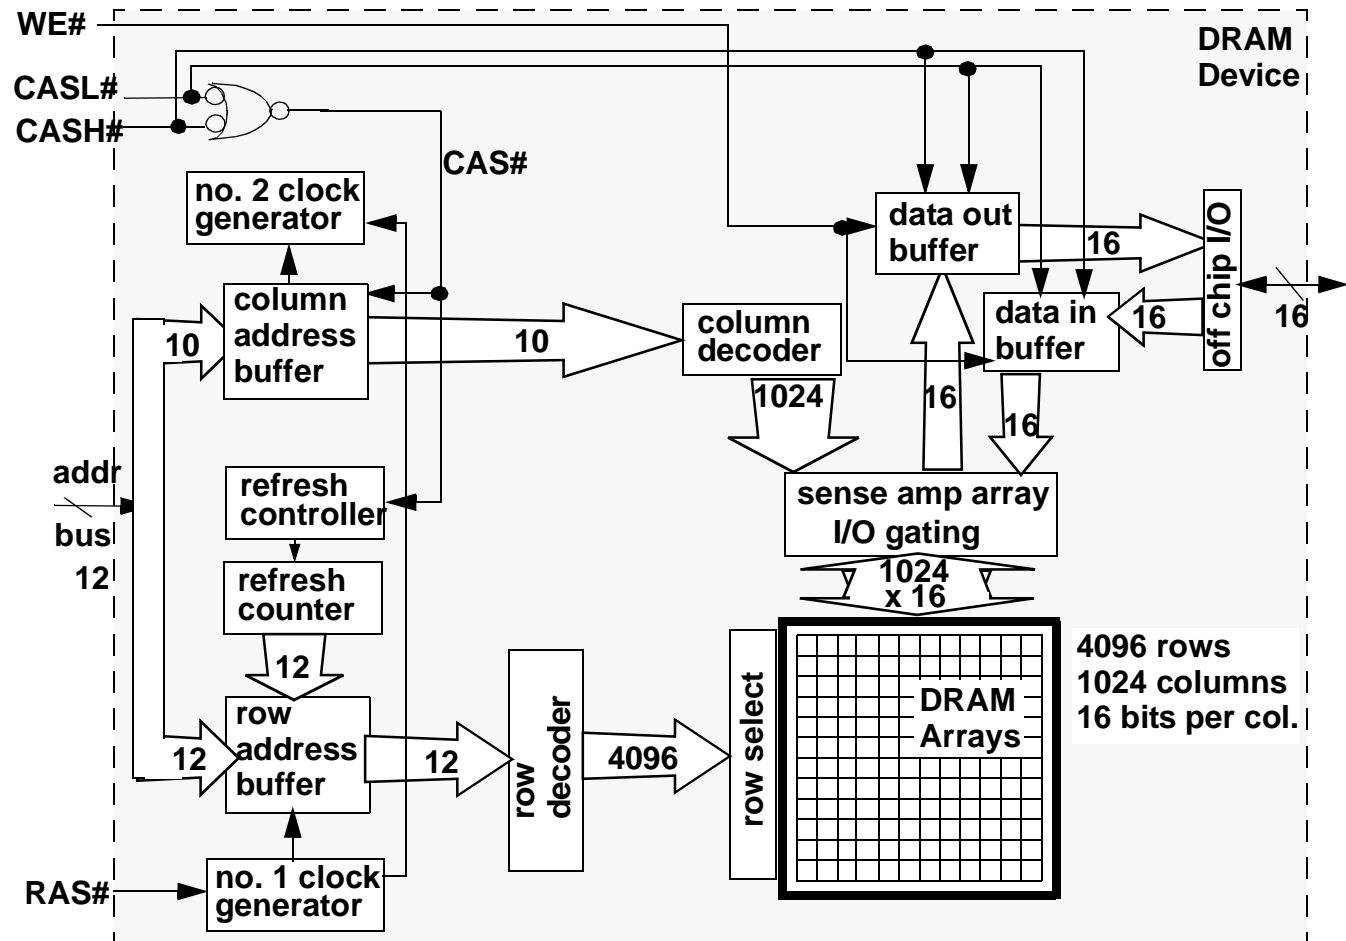 WE#
DRAM
Device
CASL#
CASH#
CAS#
no. 2 clock
generator
data out
buffer
16
off chip I/O
column
address
buffer
10
10
column
decoder
data in
buffer
16
16
1024
16
16
addr
bus
12
refresh
controller
sense amp array
I/O gating
refresh
counter
1024
x 16
12
row
address
buffer
12
12
row
decoder
4096
row select
DRAM
Arrays
4096 rows
1024 columns
16 bits per col.
RAS#
no. 1 clock
generator